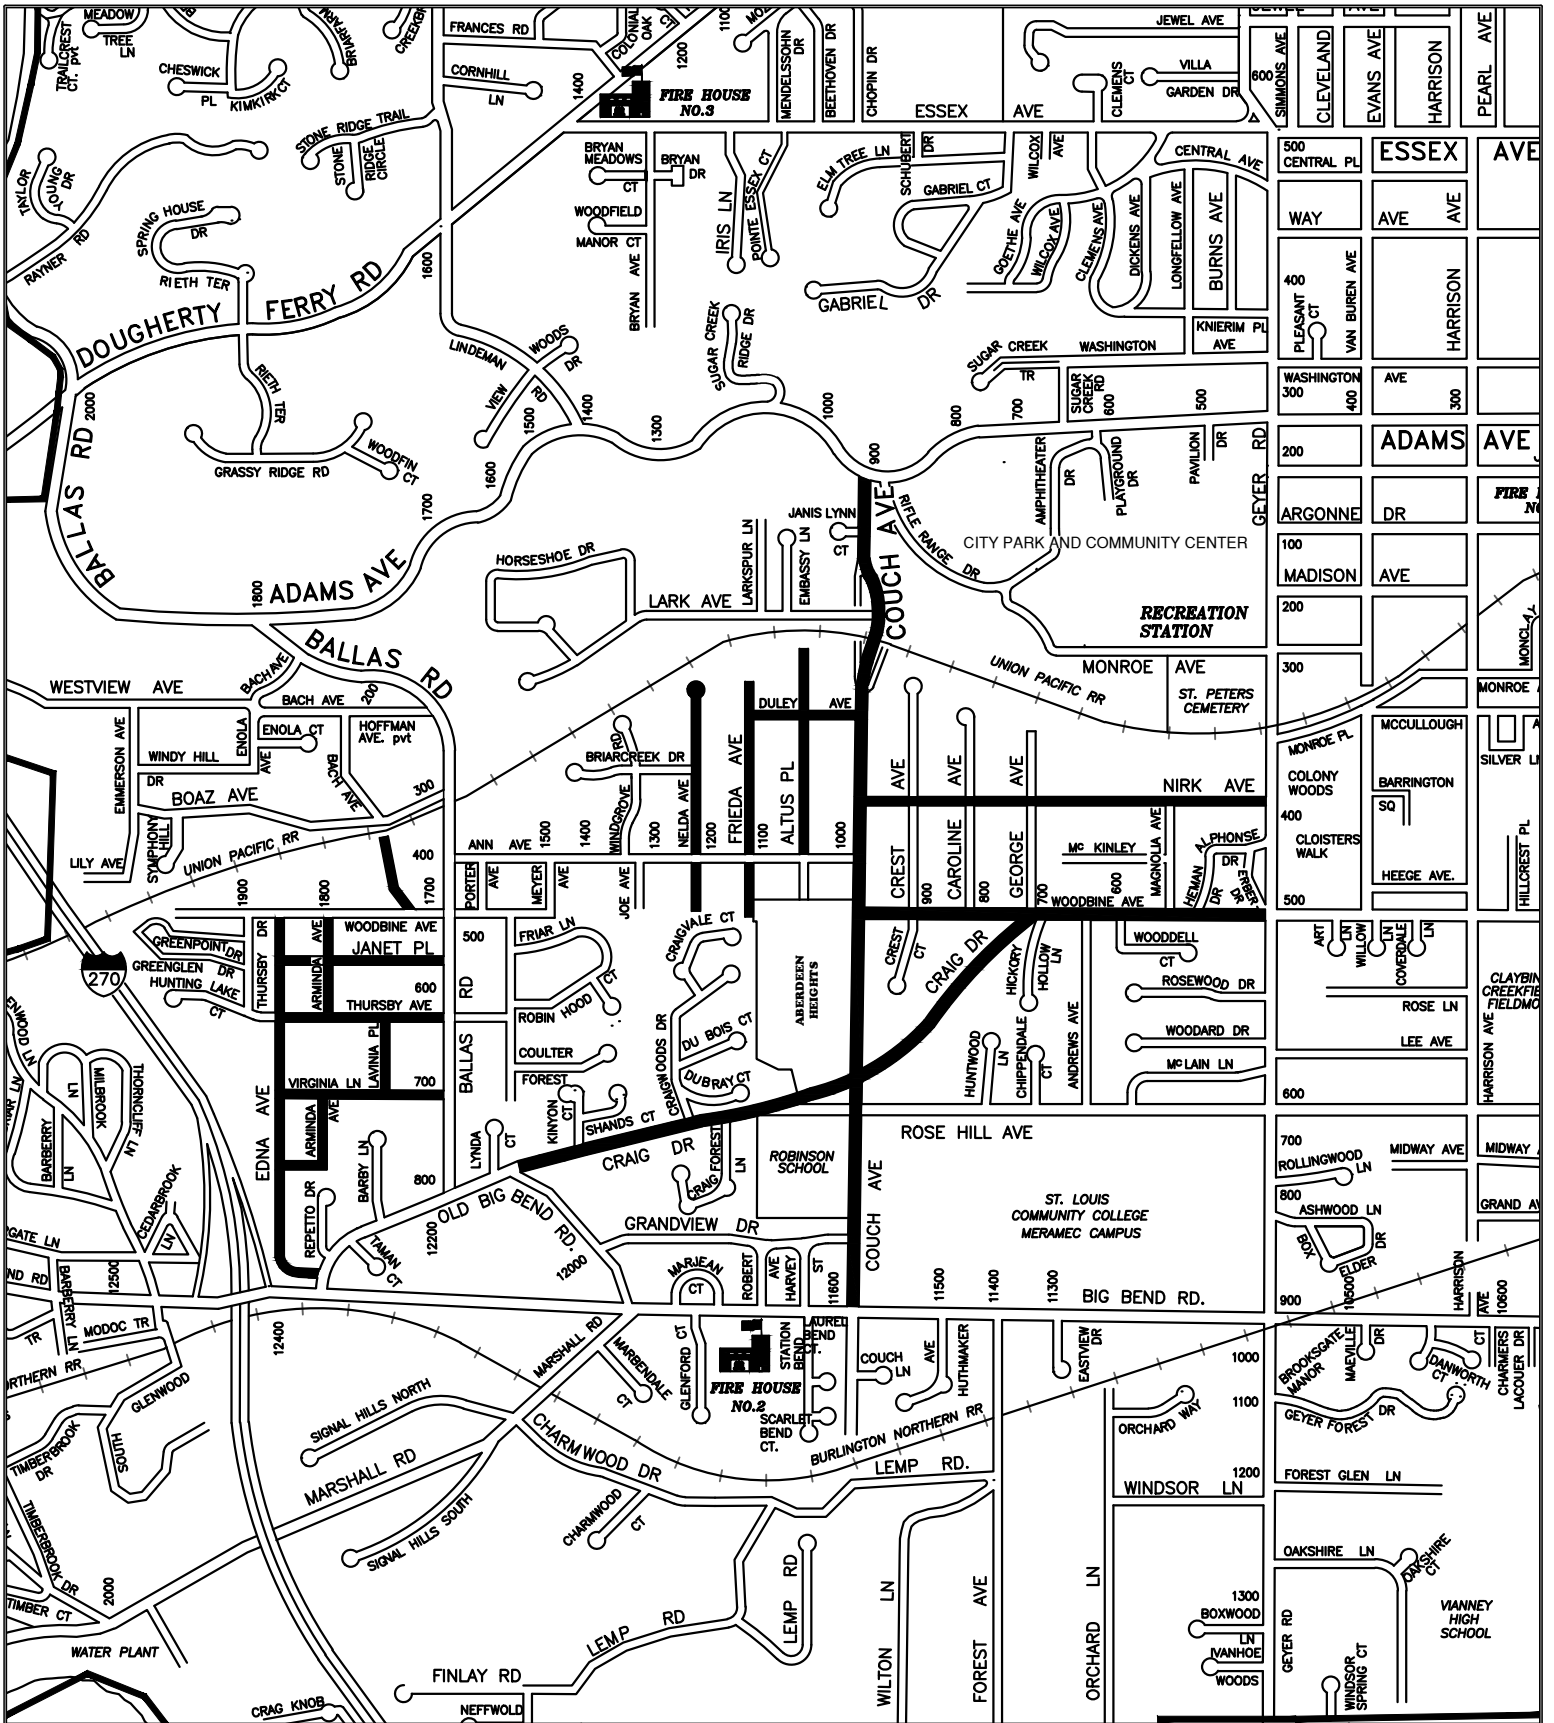 MEADOW
TREE
LN
TRAILCREST
CT. pvt
CHESWICK
PL
KIMKIRK CT
BRIARFARM
FRANCES RD
CORNHILL
LN
COLONIAL
OAK
CT
1200
1100
1400
FIRE HOUSE
NO.3
MENDELSSOHN
DR
BEETHOVEN DR
CHOPIN DR
JEWEL AVE
VILLA
GARDEN DR
CLEMENS
CT
ESSEX AVE
600
SIMMONS AVE
CLEVELAND
EVANS AVE
HARRISON
PEARL AVE
STONE RIDGE TRAIL
STONE
RIDGE
CIRCLE
TAYLOR
YOUNG
DR
RAYNER RD
SPRING HOUSE
DR
RIETH TER
BRYAN
MEADOWS
CT
BRYAN
DR
WOODFIELD
MANOR CT
BRYAN AVE
IRIS LN
POINTE ESSEX CT
ELM TREE LN
SCHUBERT
DR
GABRIEL CT
WILCOX
AVE
CENTRAL AVE
500
CENTRAL PL
ESSEX AVE
GOETHE AVE
WILCOX AVE
CLEMENS AVE
DICKENS AVE
LONGFELLOW AVE
BURNS AVE
WAY AVE
AVE
400
PLEASANT
CT
VAN BUREN AVE
HARRISON
GABRIEL DR
KNIERIM PL
AVE
DOUGHERTY FERRY RD
1600
1700
LINDEMAN
RD
WOODS
DR
VIEW
SUGAR CREEK
RIDGE DR
SUGAR CREEK
TR
WASHINGTON
SUGAR
CREEK
RD
WASHINGTON AVE
300
400
300
2000
RIETH TER
GRASSY RIDGE RD
WOODFIN
CT
1500
1400
1300
1000
800
700
600
500
900
1600
1700
BALLAS RD
BALLAS
AMPHITHEATER
DR
PLAYGROUND
DR
PAVILION
DR
GEYER RD
200
ADAMS AVE
ARGONNE DR
100
MADISON AVE
200
300
1800
ADAMS AVE
HORSESHOE DR
LARKSPUR LN
EMBASSY LN
JANIS LYNN
CT
COUCH AVE
RIFLE RANGE DR
CITY PARK AND COMMUNITY CENTER
RECREATION
STATION
LARK AVE
BALLAS RD
WESTVIEW AVE
BACH AVE
BACH AVE
200
UNION PACIFIC RR
MONROE AVE
ST. PETERS
CEMETERY
MONROE PL
MCCULLOUGH
EMMERSON AVE
WINDY HILL
DR
ENOLA
AVE
ENOLA CT
HOFFMAN
AVE. pvt
BACH AVE
BOAZ AVE
300
SYMPHONY
HILL
UNION PACIFIC RR
LILY AVE
BRIARCREEK DR
WINDGROVE
RD
NELDA AVE
FRIEDA AVE
ALTUS PL
DULEY AVE
CREST AVE
CAROLINE AVE
GEORGE AVE
NIRK AVE
COLONY
WOODS
400
CLOISTERS
WALK
BARRINGTON
SQ
HEEGE AVE.
HILLCREST PL
ANN AVE
1500
1400
1300
1200
1100
1000
400
1700
1900
1800
PORTER
AVE
MEYER
AVE
JOE AVE
MC KINLEY
MAGNOLIA AVE
ALPHONSE
DR
HEMAN
DR
ERBER
DR
900
800
700
600
WOODBINE AVE
500
WOODBINE AVE
JANET PL
500
GREENPOINT DR
GREENGLEN DR
HUNTING LAKE
CT
THURSBY DR
ARMINDA
AVE
ARMINDA
600
THURSBY AVE
270
FRIAR LN
ROBIN HOOD
CT
CRAIGVALE CT
ABERDEEN
HEIGHTS
CREST
CT
CRAIG DR
HICKORY
HOLLOW
LN
WOODDELL
CT
ROSEWOOD DR
WOODARD DR
MCLAIN LN
ART
LN
WILLOW
LN
COVERDALE
LN
ROSE LN
LEE AVE
HARRISON AVE
600
LAVINIA PL
VIRGINIA LN
700
BALLAS RD
COULTER
FOREST
CRAIGWOODS DR
DU BOIS CT
DUBRAY CT
HUNTWOOD
LN
CHIPPENDALE
CT
ANDREWS AVE
MILBROOK
LN
THORNCLIFF LN
BARBERRY
LN
CEDARBROOK
LN
EDNA AVE
ARMINDA
AVE
LYNDA
CT
KINYON
CT
SHANDS CT
CRAIG DR
CRAIG FOREST
LN
ROBINSON
SCHOOL
ROSE HILL AVE
COUCH AVE
ST. LOUIS
COMMUNITY COLLEGE
MERAMEC CAMPUS
700
ROLLINGWOOD
LN
800
ASHWOOD LN
BOX
ELDER
DR
MIDWAY AVE
REPETTO DR
BARBY LN
800
12200
TAMAN
CT
OLD BIG BEND RD.
12000
GRANDVIEW DR
MARJEAN
CT
ROBERT
AVE
HARVEY
ST
11600
11500
11400
11300
BIG BEND RD.
900
10500
10600
HARRISON
AVE
12500
BARBERRY LN
MODOC TR
TR
12400
MARSHALL RD
MARBENDALE
CT
GLENFORD
CT
FIRE HOUSE
NO.2
STATION
BEND
LAUREL
BEND
CT.
SCARLET
BEND
CT.
COUCH
LN
HUTHMAKER
AVE
EASTVIEW
DR
1000
BROOKSGATE
MANOR
MAEVILLE
DR
DANWORTH
CT
CHARMERS
CT
LACQUER DR
GLENWOOD
SOUTH
TIMBERBROOK
DR
SIGNAL HILLS NORTH
MARSHALL RD
SIGNAL HILLS SOUTH
CHARMWOOD DR
CHARMWOOD
CT
BURLINGTON NORTHERN RR
LEMP RD.
ORCHARD WAY
1100
GEYER FOREST DR
1200
WINDSOR LN
FOREST GLEN LN
TIMBERBROOK DR
TIMBER CT
2000
WATER PLANT
LEMP RD
LEMP RD
WILTON LN
FOREST AVE
ORCHARD LN
OAKSHIRE LN
OAKSHIRE
CT
1300
BOXWOOD
LN
IVANHOE
WOODS
GEYER RD
WINDSOR
SPRING CT
VIANNEY
HIGH
SCHOOL
FINLAY RD
CRAG KNOB
NEFFWOLD